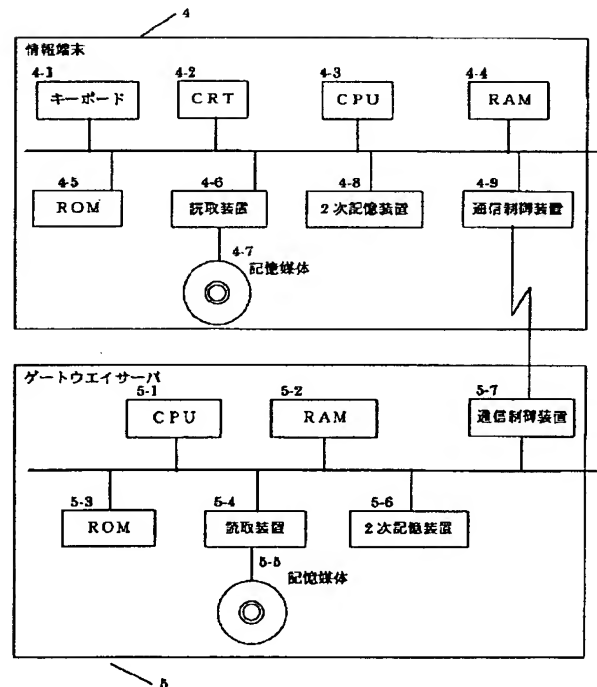 4
情報端末
4-1 4-2 4-3 4-4
キーボード CRT CPU RAM
4-5 4-6 4-8 4-9
ROM 読取装置 2次記憶装置 通信制御装置
4-7
記憶媒体
ゲートウエイサーバ
5-1 5-2 5-7
CPU RAM 通信制御装置
5-3 5-4 5-6
ROM 読取装置 2次記憶装置
5-5
記憶媒体
5